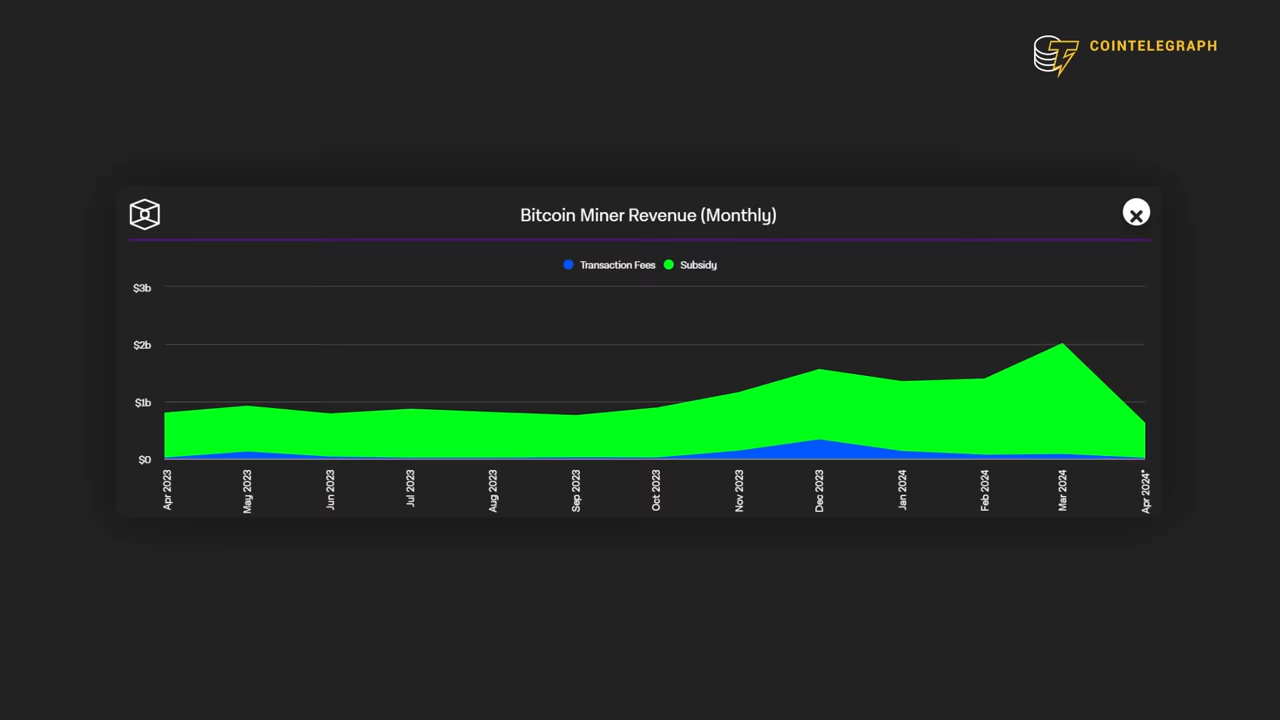 COINTELEGRAPH
Bitcoin Miner Revenue (Monthly)
Transaction Fees Subsidy
$3b
$2b
$1b
$0
Apr 2023 May 2023 Jun 2023 Jul 2023 Aug 2023 Sep 2023 Oct 2023 Nov 2023 Dec 2023 Jan 2024 Feb 2024 Mar 2024 Apr 2024*